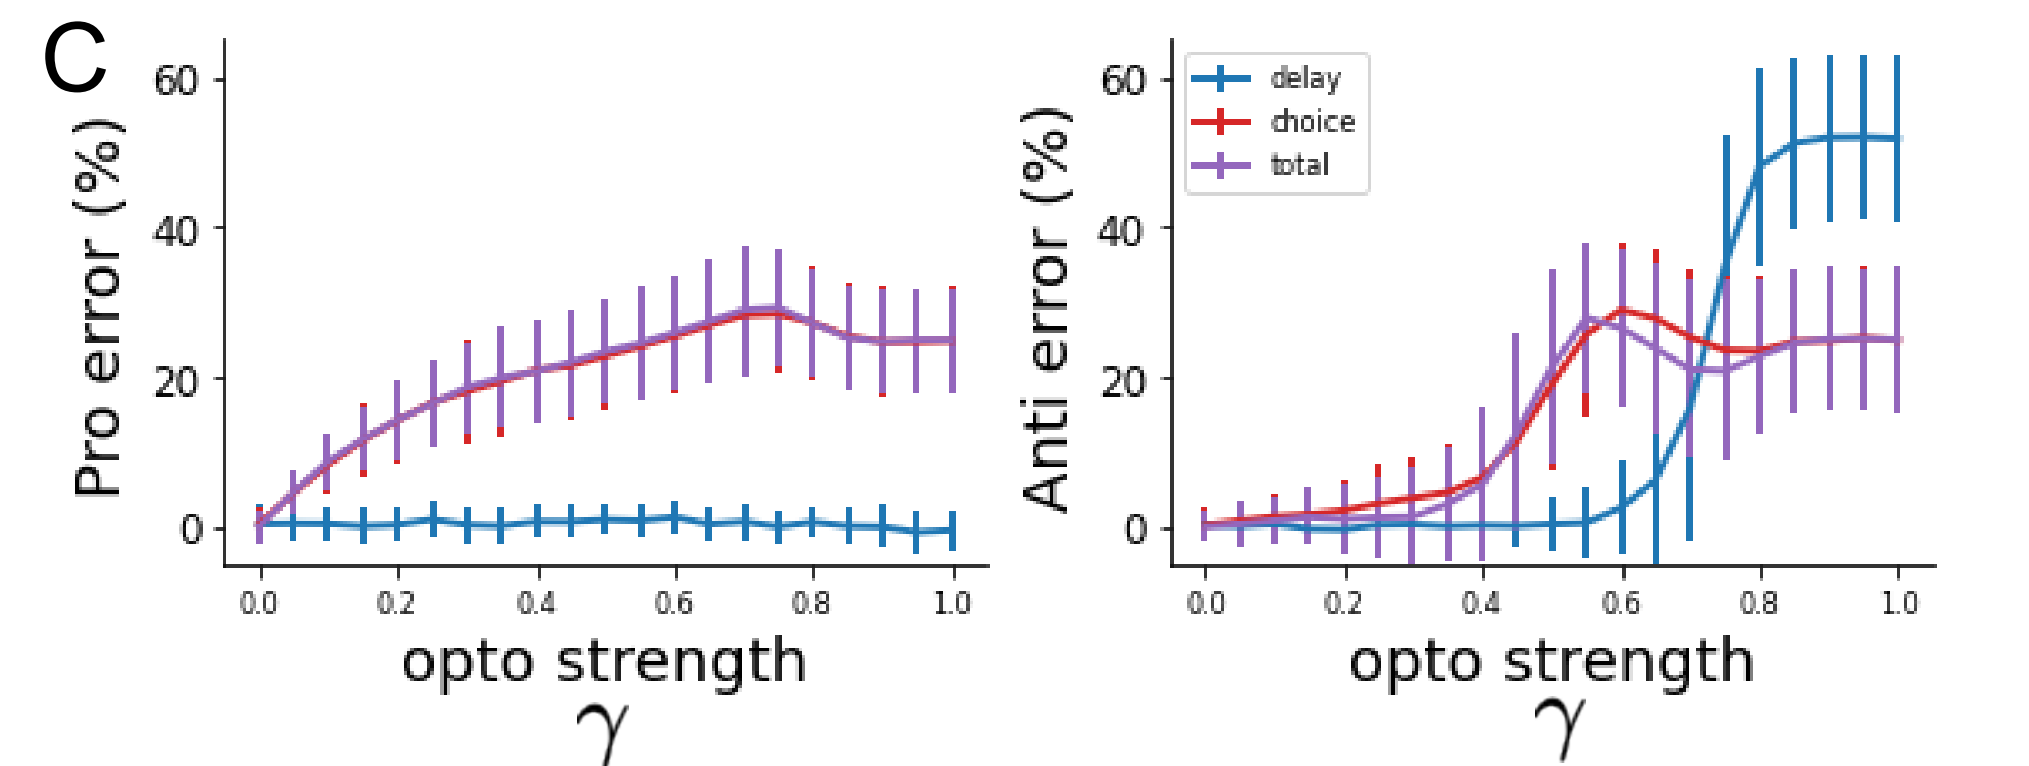 C
Pro error (%)
60
40
20
0
0.0 0.2 0.4 0.6 0.8 1.0
opto strength
γ
Anti error (%)
60
40
20
0
delay
choice
total
0.0 0.2 0.4 0.6 0.8 1.0
opto strength
γ